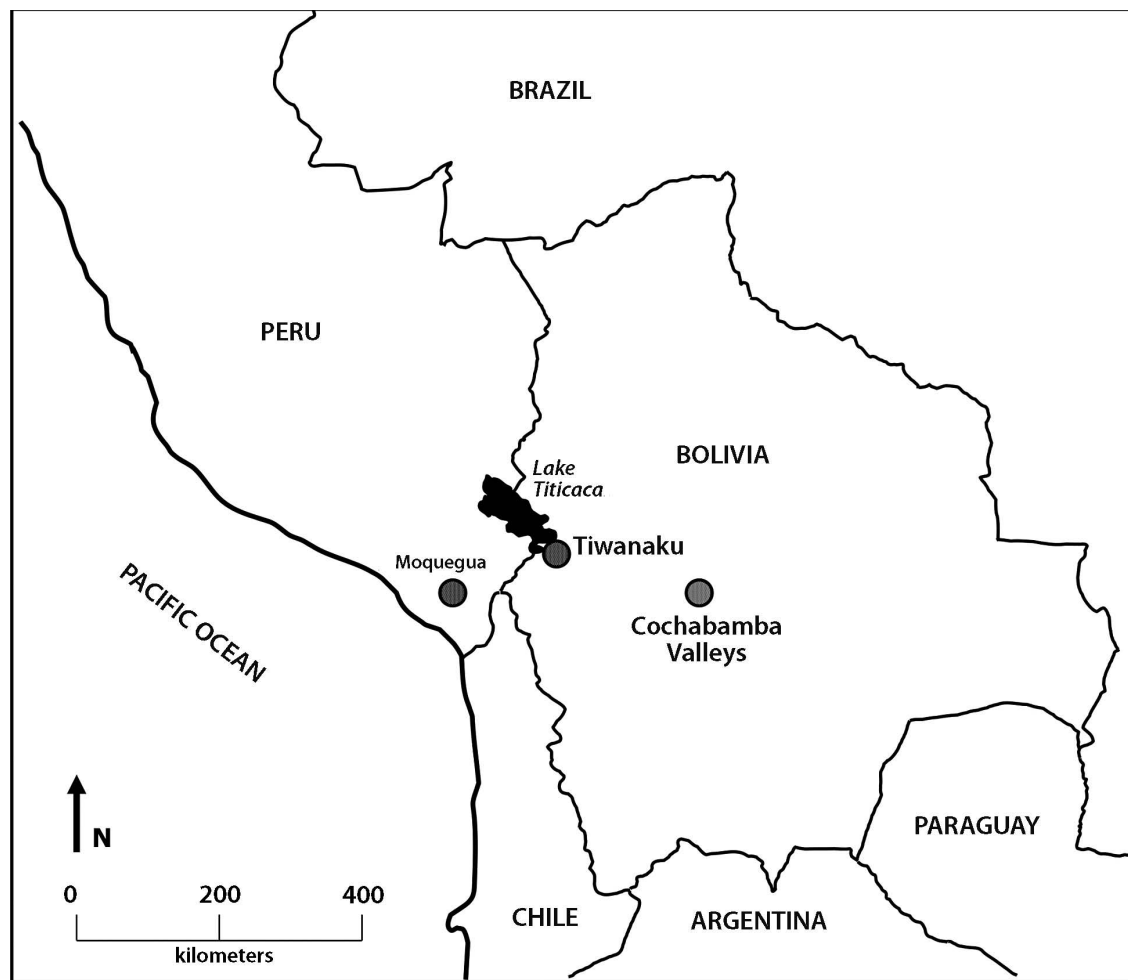 BRAZIL
PERU
BOLIVIA
Lake
Titicaca
Tiwanaku
Moquegua
Cochabamba
Valleys
PACIFIC OCEAN
PARAGUAY
N
0 200 400
kilometers
CHILE
ARGENTINA